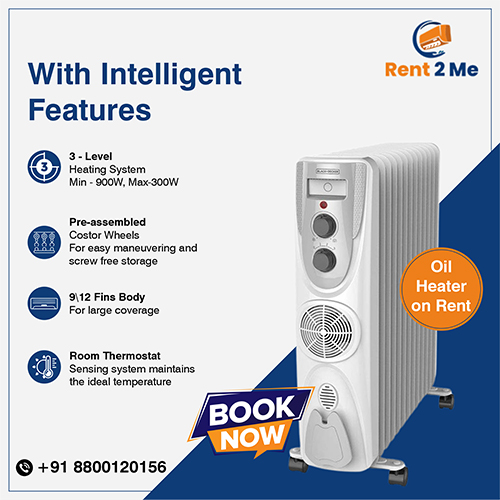 Rent 2 Me
With Intelligent
Features
3
3 - Level
Heating System
Min - 900W, Max-300W
Pre-assembled
Costor Wheels
For easy maneuvering and
screw free storage
9\12 Fins Body
For large coverage
Room Thermostat
Sensing system maintains
the ideal temperature
Oil
Heater
on Rent
BOOK
NOW
+91 8800120156